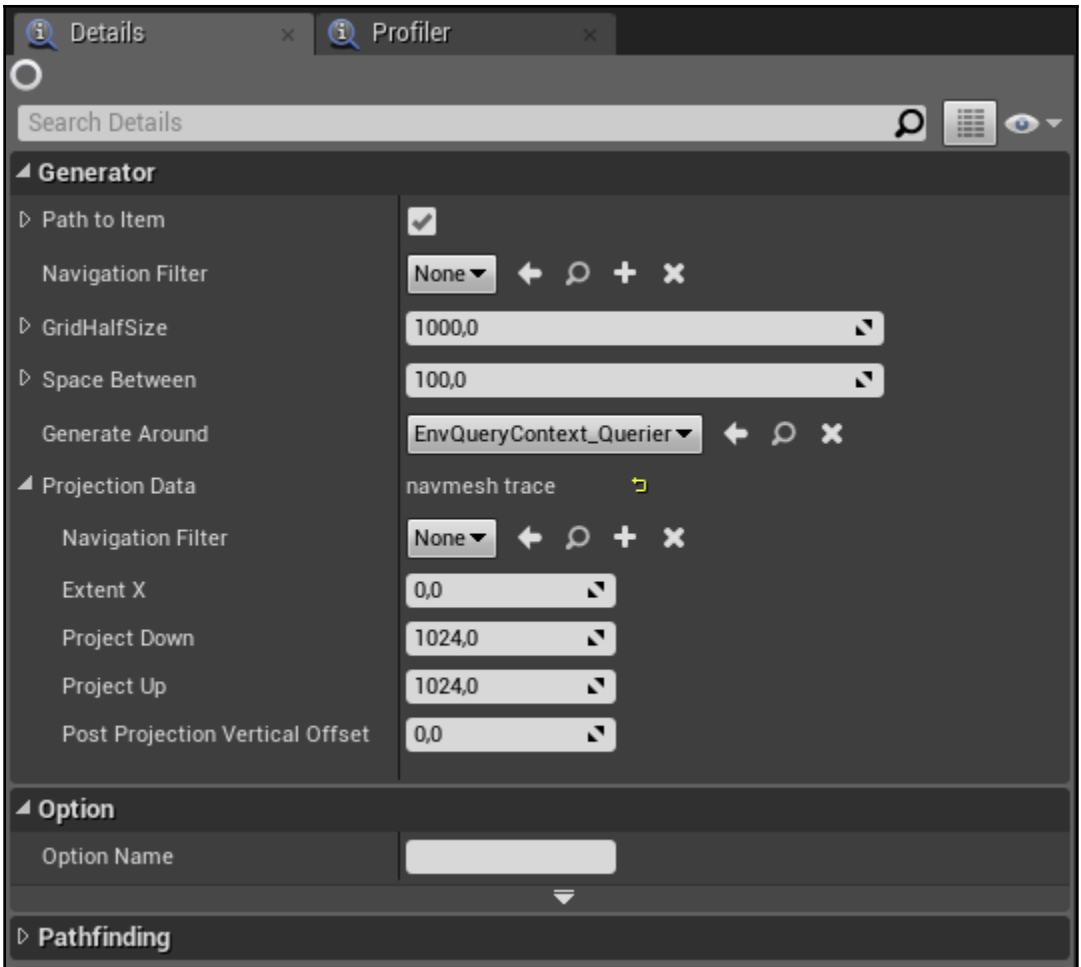 Details
Profiler
Search Details
Generator
Path to Item
Navigation Filter None
GridHalfSize 1000,0
Space Between 100,0
Generate Around EnvQueryContext_Querier
Projection Data navmesh trace
Navigation Filter None
Extent X 0,0
Project Down 1024,0
Project Up 1024,0
Post Projection Vertical Offset 0,0
Option
Option Name
Pathfinding